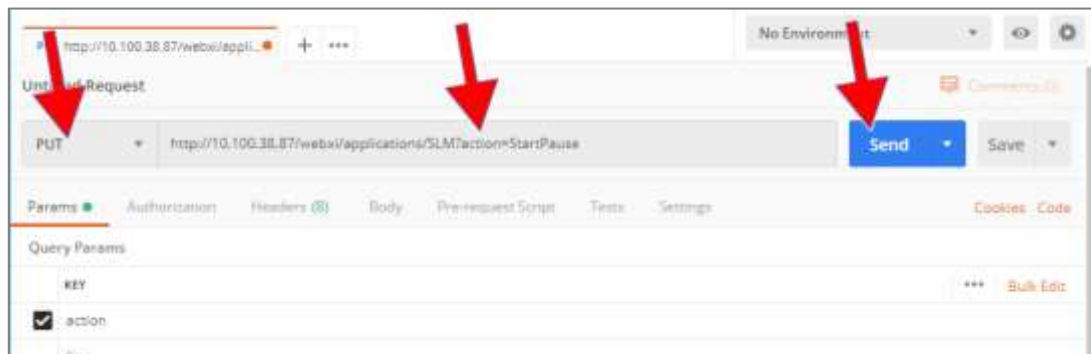 http://10.100.38.87/webxi/appli... + •••
No Environment
Untitled Request
Comments (0)
PUT http://10.100.38.87/webxi/applications/SLM?action=StartPause Send Save
Params Authorization Headers (8) Body Pre-request Script Tests Settings Cookies Code
Query Params
KEY ••• Bulk Edit
action